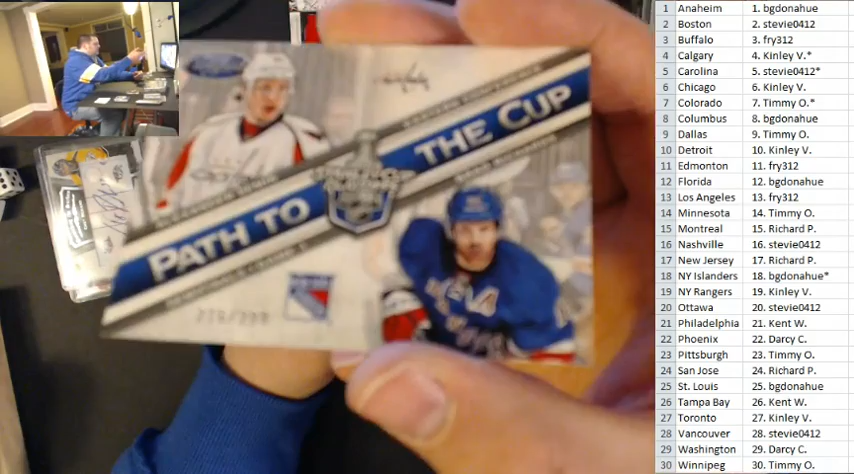 PATH TO THE CUP
1 Anaheim 1. bgdonahue
2 Boston 2. stevie0412
3 Buffalo 3. fry312
4 Calgary 4. Kinley V.*
5 Carolina 5. stevie0412*
6 Chicago 6. Kinley V.
7 Colorado 7. Timmy O.*
8 Columbus 8. bgdonahue
9 Dallas 9. Timmy O.
10 Detroit 10. Kinley V.
11 Edmonton 11. fry312
12 Florida 12. bgdonahue
13 Los Angeles 13. fry312
14 Minnesota 14. Timmy O.
15 Montreal 15. Richard P.
16 Nashville 16. stevie0412
17 New Jersey 17. Richard P.
18 NY Islanders 18. bgdonahue*
19 NY Rangers 19. Kinley V.
20 Ottawa 20. stevie0412
21 Philadelphia 21. Kent W.
22 Phoenix 22. Darcy C.
23 Pittsburgh 23. Timmy O.
24 San Jose 24. Richard P.
25 St. Louis 25. bgdonahue
26 Tampa Bay 26. Kent W.
27 Toronto 27. Kinley V.
28 Vancouver 28. stevie0412
29 Washington 29. Darcy C.
30 Winnipeg 30. Timmy O.